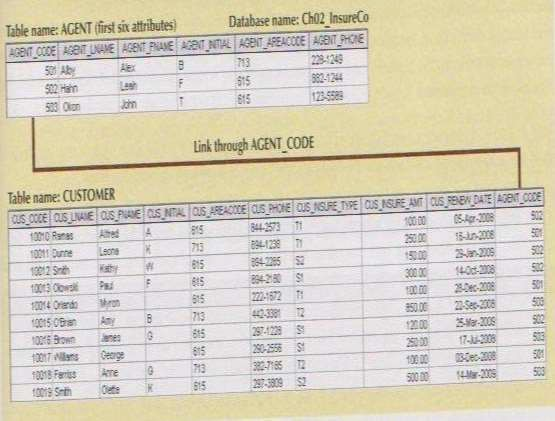 Table name: AGENT (first six attributes) Database name: Ch02_InsureCo
AGENT_CODE AGENT_LNAME AGENT_FNAME AGENT_INITIAL AGENT_AREACODE AGENT_PHONE
501 Alby Alex B 713 228-1249
502 Hahn Leah F 615 882-1244
503 Okon John T 615 123-5589
Link through AGENT_CODE
Table name: CUSTOMER
CUS_CODE CUS_LNAME CUS_FNAME CUS_INITIAL CUS_AREACODE CUS_PHONE CUS_INSURE_TYPE CUS_INSURE_AMT CUS_RENEW_DATE AGENT_CODE
10010 Ramas Alfred A 615 844-2573 T1 100.00 05-Apr-2008 502
10011 Dunne Leona K 713 894-1238 T1 250.00 16-Jun-2008 501
10012 Smith Kathy W 615 894-2285 S2 150.00 29-Jan-2009 502
10013 Olowski Paul F 615 894-2180 S1 300.00 14-Oct-2008 502
10014 Orlando Myron 615 222-1672 T1 100.00 28-Dec-2008 501
10015 O'Brian Amy B 713 442-3381 T2 850.00 22-Sep-2008 503
10016 Brown James G 615 297-1228 S1 120.00 25-Mar-2009 502
10017 Williams George 615 290-2556 S1 250.00 17-Jul-2008 503
10018 Farriss Anne G 713 382-7185 T2 100.00 03-Dec-2008 501
10019 Smith Olette K 615 297-3809 S2 500.00 14-Mar-2009 503